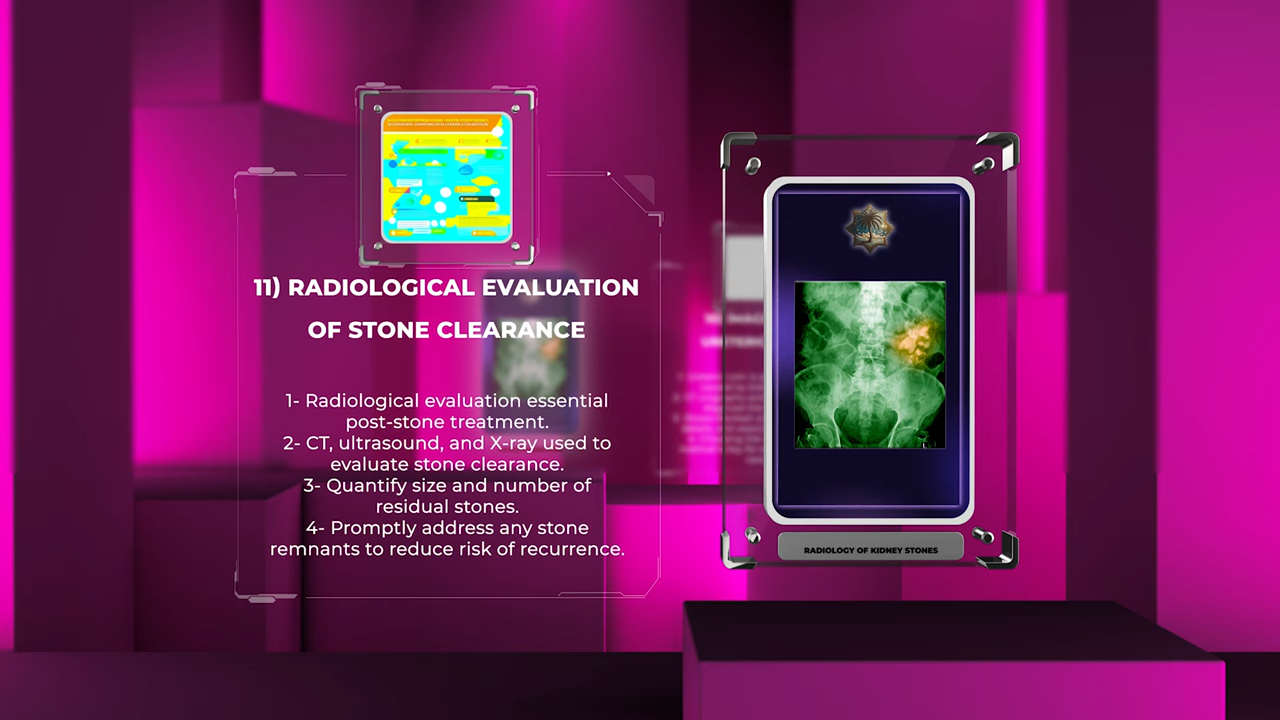 11) RADIOLOGICAL EVALUATION
OF STONE CLEARANCE
1- Radiological evaluation essential
post-stone treatment.
2- CT, ultrasound, and X-ray used to
evaluate stone clearance.
3- Quantify size and number of
residual stones.
4- Promptly address any stone
remnants to reduce risk of recurrence.
RADIOLOGY OF KIDNEY STONES